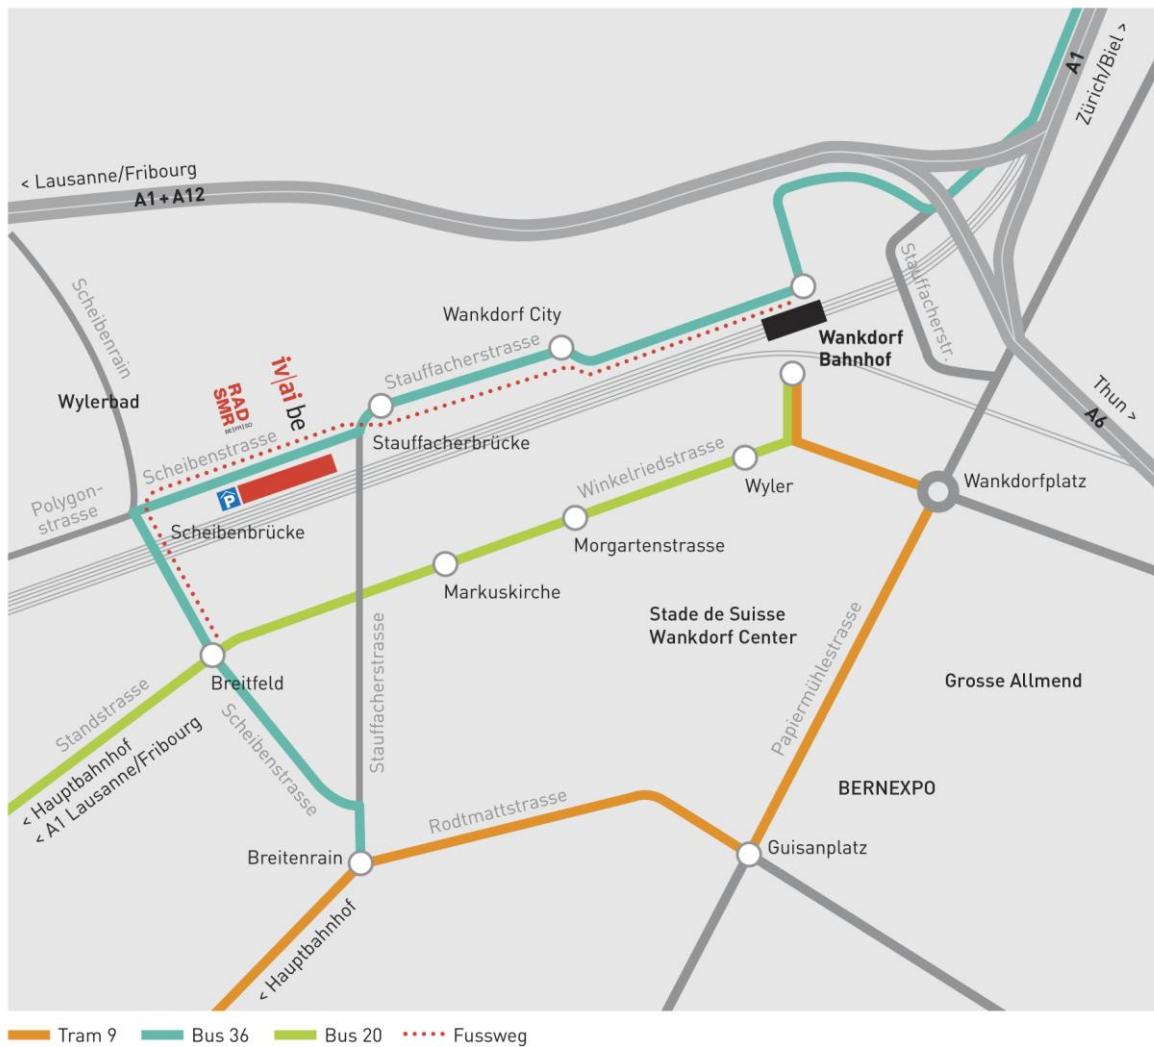 A1
Zürich/Biel >
< Lausanne/Fribourg
A1 + A12
Scheibenrain
Stauffacherstr.
Wankdorf City
Stauffacherstrasse
Wankdorf
Bahnhof
iv|ai be
RAD
SMR
BE|FR|SO
Wylerbad
Thun >
A6
Scheibenstrasse
Stauffacherbrücke
Winkelriedstrasse
Wyler
Wankdorfplatz
Polygon-
strasse
P
Scheibenbrücke
Morgartenstrasse
Markuskirche
Stade de Suisse
Wankdorf Center
Papiermühlestrasse
Grosse Allmend
Breitfeld
Standstrasse
Scheibenstrasse
Stauffacherstrasse
< Hauptbahnhof
< A1 Lausanne/Fribourg
BERNEXPO
Rodtmattstrasse
Breitenrain
Guisanplatz
< Hauptbahnhof
Tram 9
Bus 36
Bus 20
Fussweg